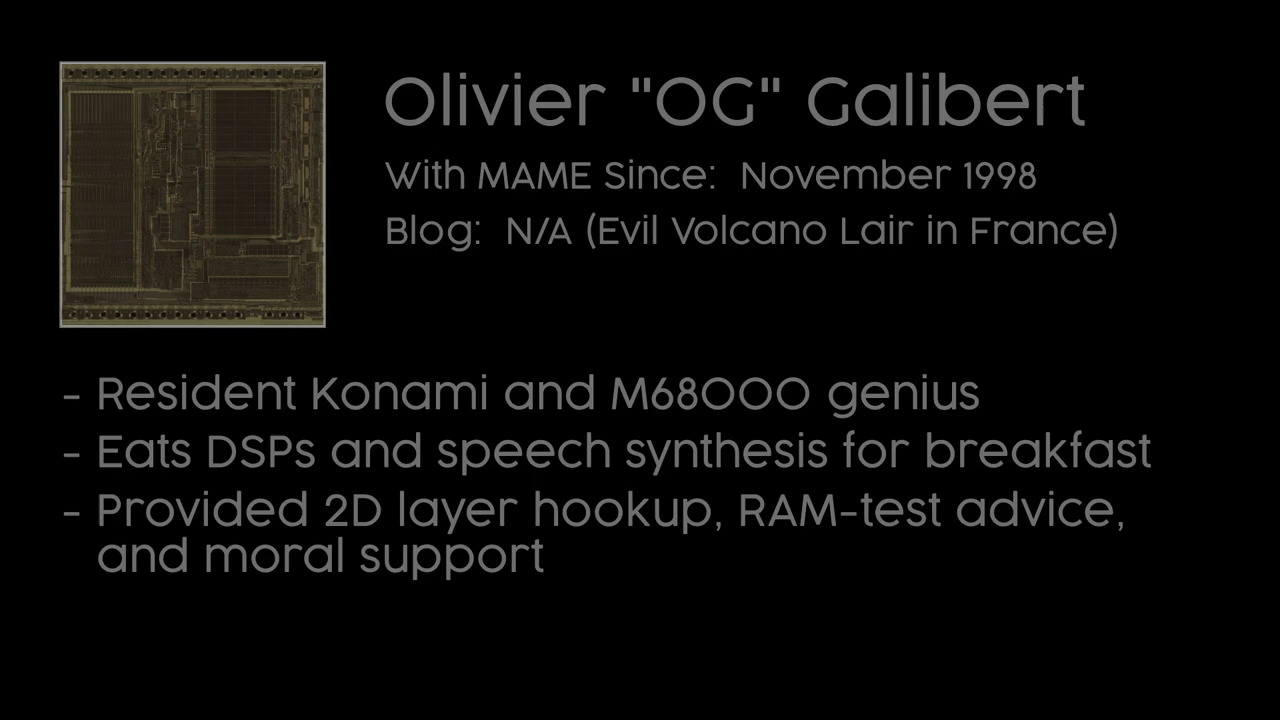 Olivier "OG" Galibert
With MAME Since: November 1998
Blog: N/A (Evil Volcano Lair in France)
- Resident Konami and M68000 genius
- Eats DSPs and speech synthesis for breakfast
- Provided 2D layer hookup, RAM-test advice,
and moral support